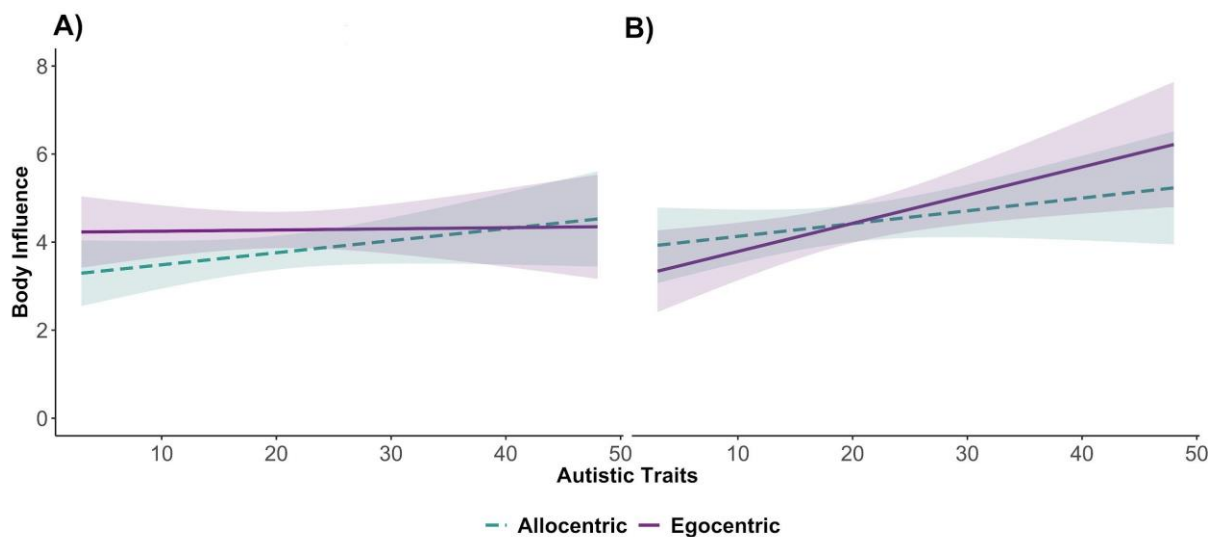 A)
B)
8
6
4
2
0
Body Influence
10 20 30 40 50
10 20 30 40 50
Autistic Traits
Allocentric Egocentric